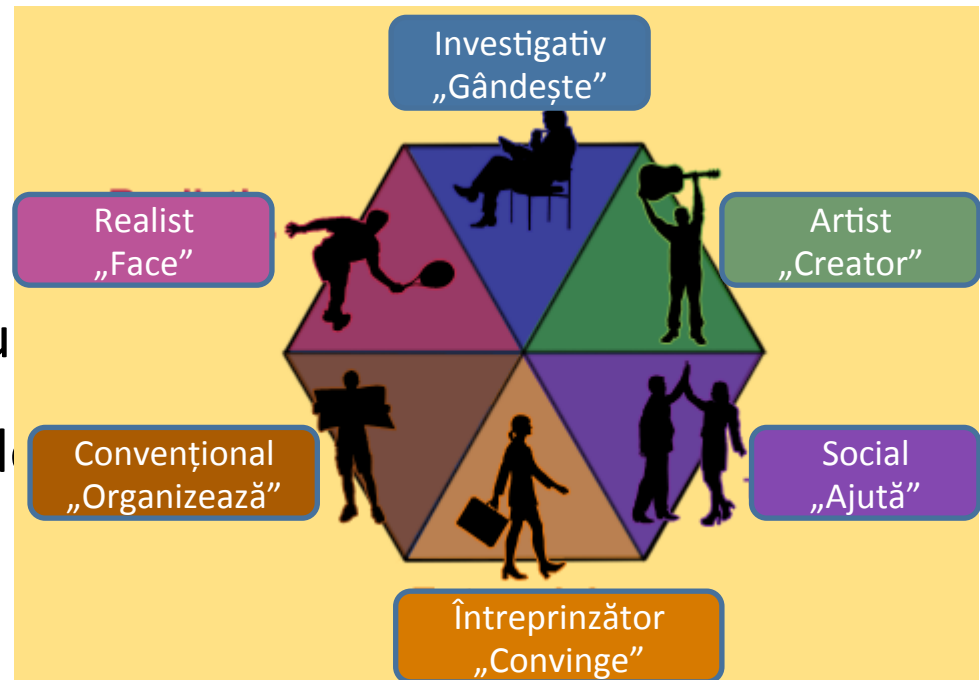 Investigativ
„Gândește”
Realist
„Face”
Artist
„Creator”
u
Convențional
„Organizează”
Social
„Ajută”
Întreprinzător
„Convinge”